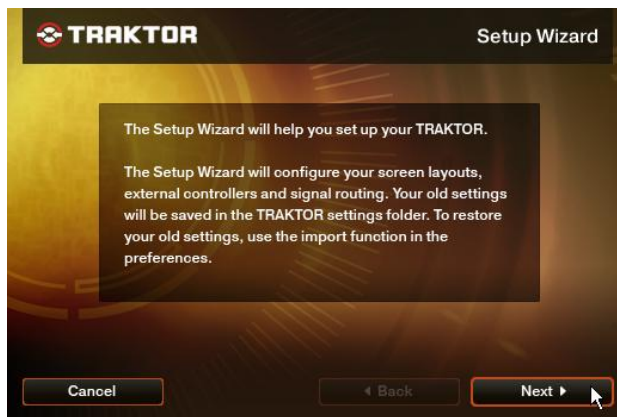 TRAKTOR
Setup Wizard
The Setup Wizard will help you set up your TRAKTOR.
The Setup Wizard will configure your screen layouts,
external controllers and signal routing. Your old settings
will be saved in the TRAKTOR settings folder. To restore
your old settings, use the import function in the
preferences.
Cancel
Back
Next